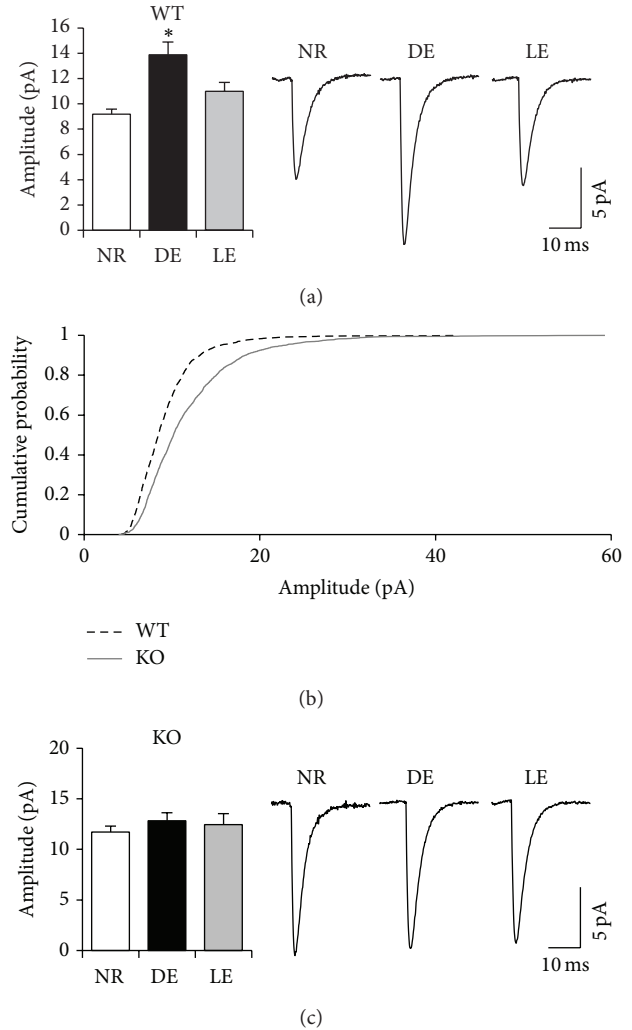 WT
*
16
14
12
10
8
6
4
2
0
Amplitude (pA)
NR DE LE
NR DE LE
5 pA
10 ms
(a)
1
0.8
0.6
0.4
0.2
0
Cumulative probability
0 20 40 60
Amplitude (pA)
WT
KO
(b)
KO
20
15
10
5
0
Amplitude (pA)
NR DE LE
NR DE LE
5 pA
10 ms
(c)